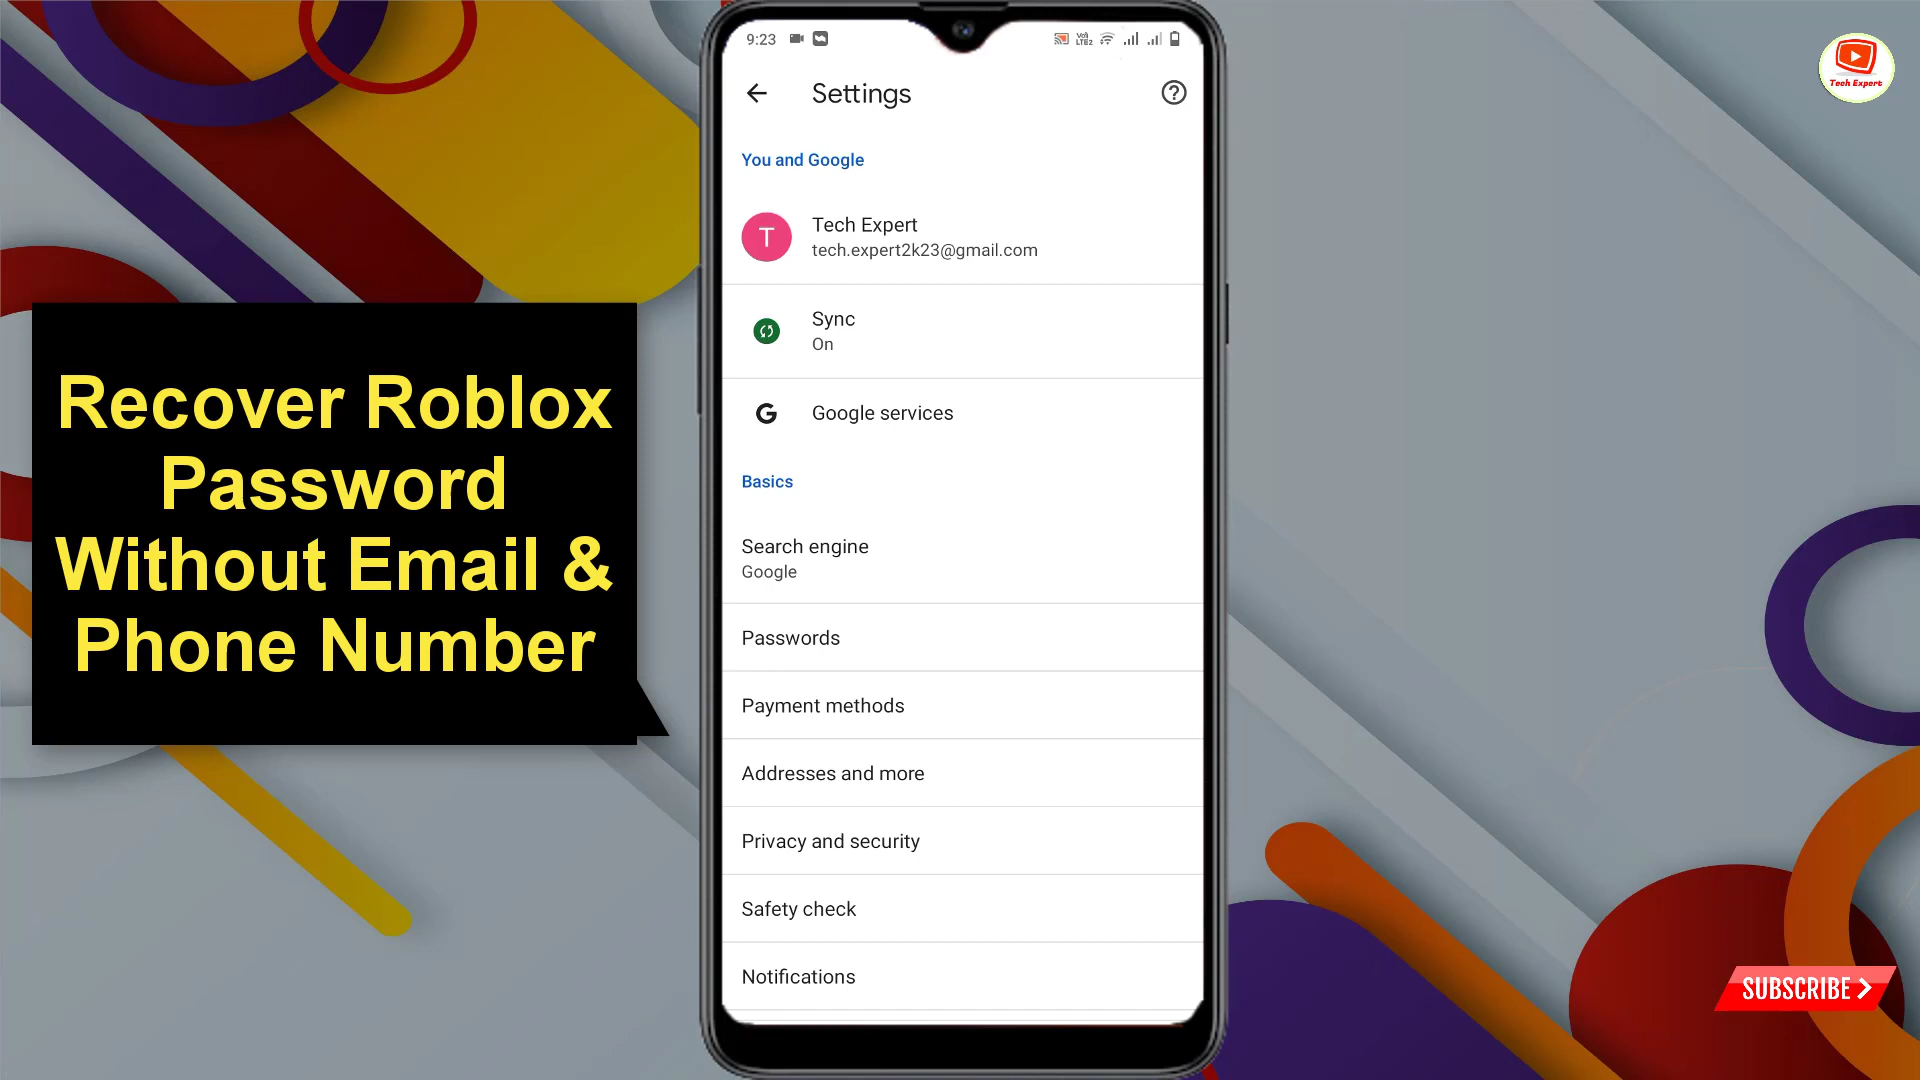 9:23
Vo))
LTE2
Settings
Tech Expert
You and Google
T
Tech Expert
tech.expert2k23@gmail.com
Sync
On
G
Google services
Recover Roblox
Password
Without Email &
Phone Number
Basics
Search engine
Google
Passwords
Payment methods
Addresses and more
Privacy and security
Safety check
Notifications
SUBSCRIBE